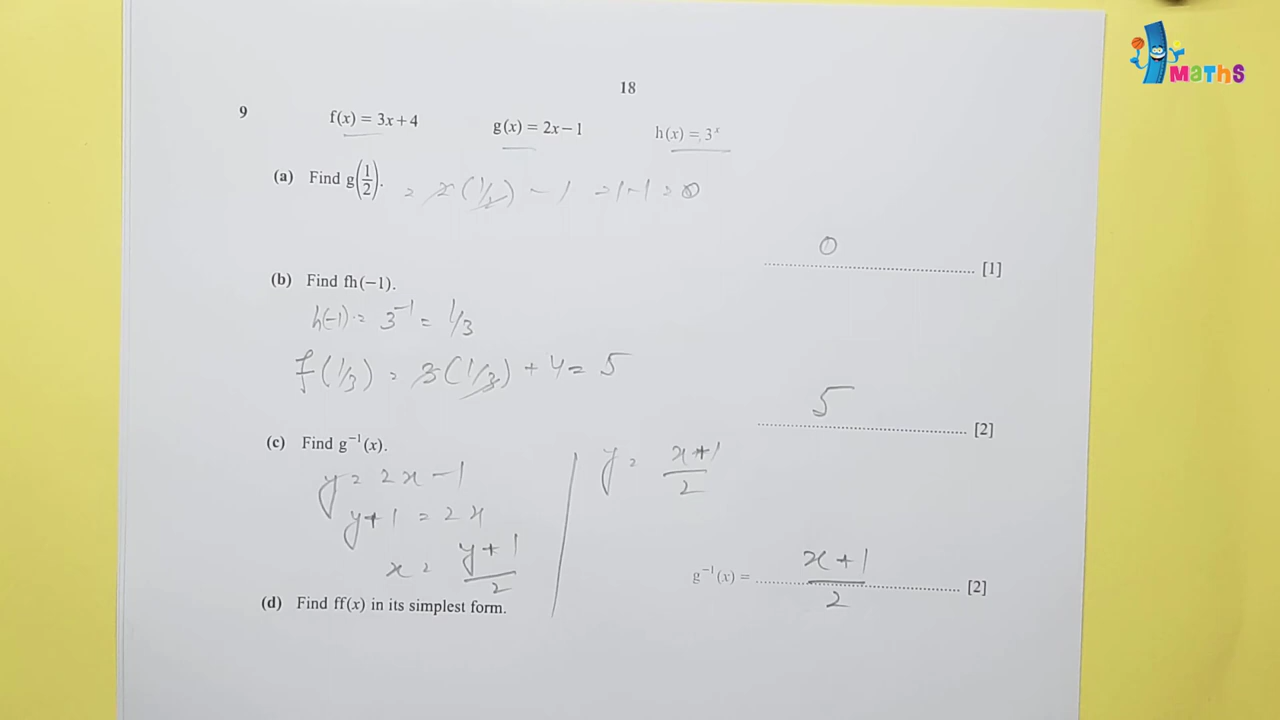 MaTHS
18
9 f(x) = 3x+4 g(x) = 2x−1 h(x) = 3^x
(a) Find g(1/2). = 2(1/2) − 1 = 1−1 = 0
0 [1]
(b) Find fh(−1).
h(-1) = 3^-1 = 1/3
f(1/3) = 3(1/3) + 4 = 5
5 [2]
(c) Find g^−1(x).
y = 2x − 1
y+1 = 2x
x = y+1/2
y = x+1/2
g^−1(x) = x+1/2 [2]
(d) Find ff(x) in its simplest form.